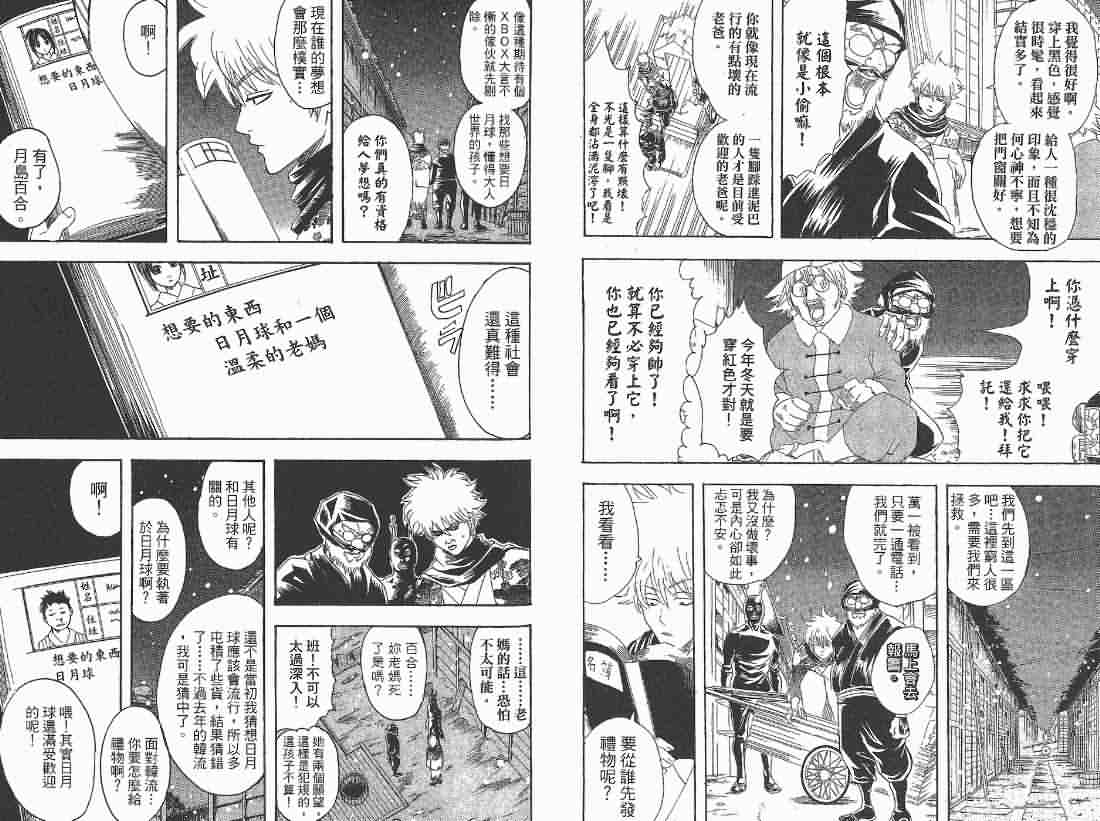 我覺得很好啊，
穿上黑色，感覺
很時髦，看起來
結實多了。
給人一種很沈穩的
印象，而且不知為
何心神不寧，想要
把門窗關好。
這個根本
就像是小偷嘛！
你就像現在流
行的有點壞的
老爸。
一隻腳踩進泥巴
的人才是目前受
歡迎的老爸呢。
這樣算什麼有點壞！
不光是一隻腳，我看是
全身都沾滿泥濘了吧！
你憑什麼穿
上啊！
喂喂！
求求你把它
還給我！拜
託！
今年冬天就是要
穿紅色才對！
你已經夠帥了！
就算不必穿上它，
你也已經夠看了啊！
我們先到這一區
吧…這裡窮人很
多，需要我們來
拯救。
萬一被看到，
只要一通電話…
我們就完了。
為什麼？
我又沒做壞事，
可是內心卻如此
忐忑不安。
馬上會去
報警。
我看看……
名簿
要從誰先發
禮物呢？
像這種期待有個
XBOX大言不
慚的傢伙就先剔
除。
找那些想要日
月球，懂得大人
世界的孩子。
你們真的有資格
給人夢想嗎？
現在誰的夢想
會那麼樸實…
啊！
姓名
住址
想要的東西
日月球
有了，
月島百合。
這種社會
還真難得……
ピラ
址
想要的東西
日月球和一個
溫柔的老媽
……這……老
媽的話…恐怕
不太可能。
百合……
妳老媽死
了是嗎？
班！不可以
太過深入！
她有兩個願望，
這樣是犯規的，
這孩子不算！
其他人呢？
和日月球有
關的。
為什麼要執著
於日月球啊？
還不是當初我猜想日月
球應該會流行，所以多
屯積了些貨，結果猜錯
了……不過去年的韓流
，我可是猜中了。
面對韓流…
你要怎麼給
禮物啊？
啊！
姓名
住址
想要的東西
日月球
喂！其實日月
球還滿受歡迎
的呢！